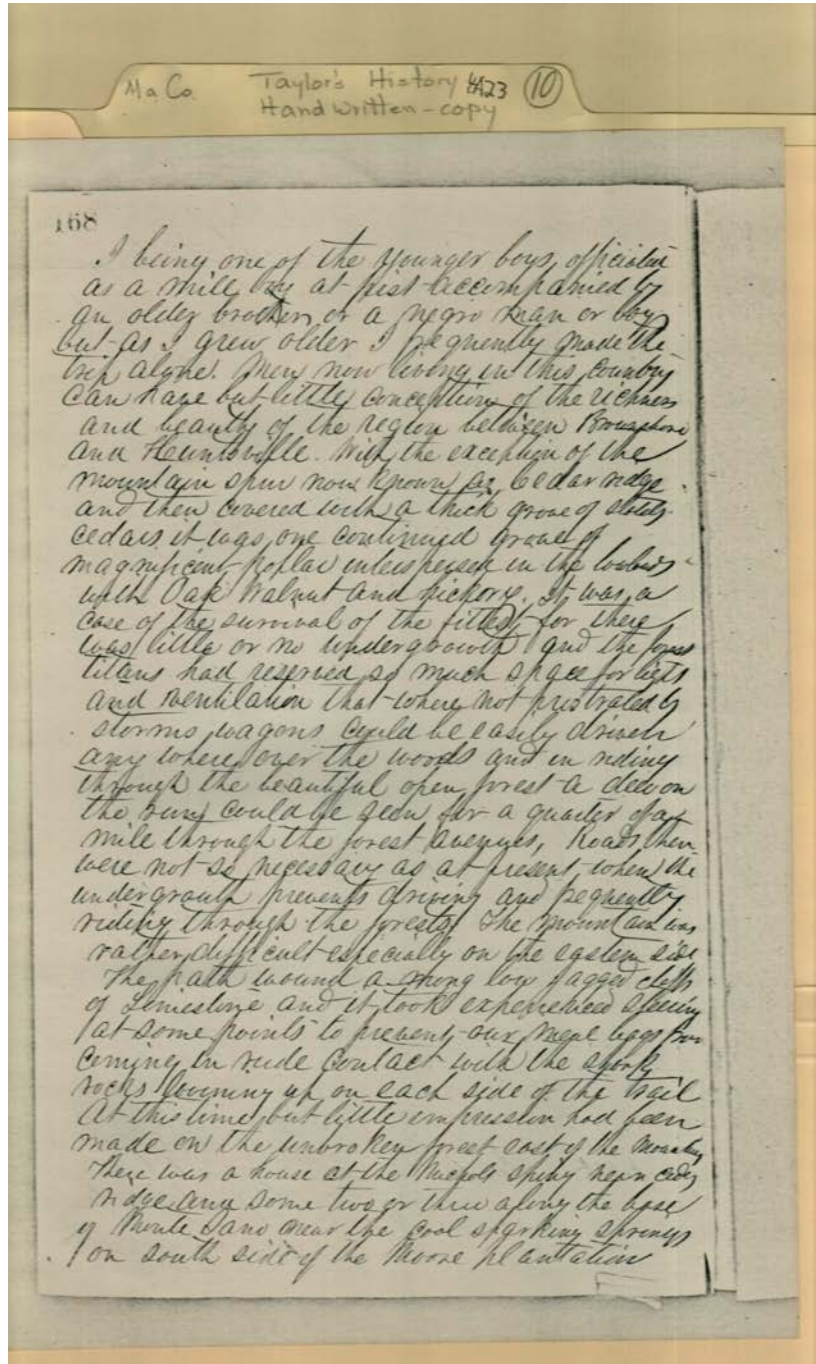 Ma Co. Taylor's History 4A23 10
Handwritten-copy
168
I being one of the younger boys, officiated
as a mill boy at first accompanied by
an older brother or a negro man or boy
but as I grew older I frequently made the
trip alone. Men now living in this country
can have but little conception of the richness
and beauty of the region between Brownsboro
and Huntsville. With the exception of the
mountain spur now known as cedar ridge
and then covered with a thick grove of stately
cedars it was one continued grove of
magnificent poplar interspersed in the lowlands
with Oak Walnut and hickory. It was a
case of the survival of the fittest for there
was little or no undergrowth and the forest
titans had reserved so much space for light
and ventilation that where not prostrated by
storms wagons could be easily driven
any where over the woods and in riding
through the beautiful open forest a deer on
the run could be seen for a quarter of a
mile through the forest avenues, Roads then
were not so necessary as at present when the
undergrowth prevents driving and frequently
riding through the forests. The mountain was
rather difficult especially on the eastern side
The path wound among low jagged cliffs
of Limestone and it took experienced steering
at some points to prevent our meal bags from
coming in rude contact with the
rocks looming up on each side of the trail
At this time but little impression had been
made on the unbroken forest east of the Mountain
There was a house at the Nichols spring near cedar
ridge and some two or three along the base
of Monte Sano near the cool sparkling springs
on south side of the Moore plantation